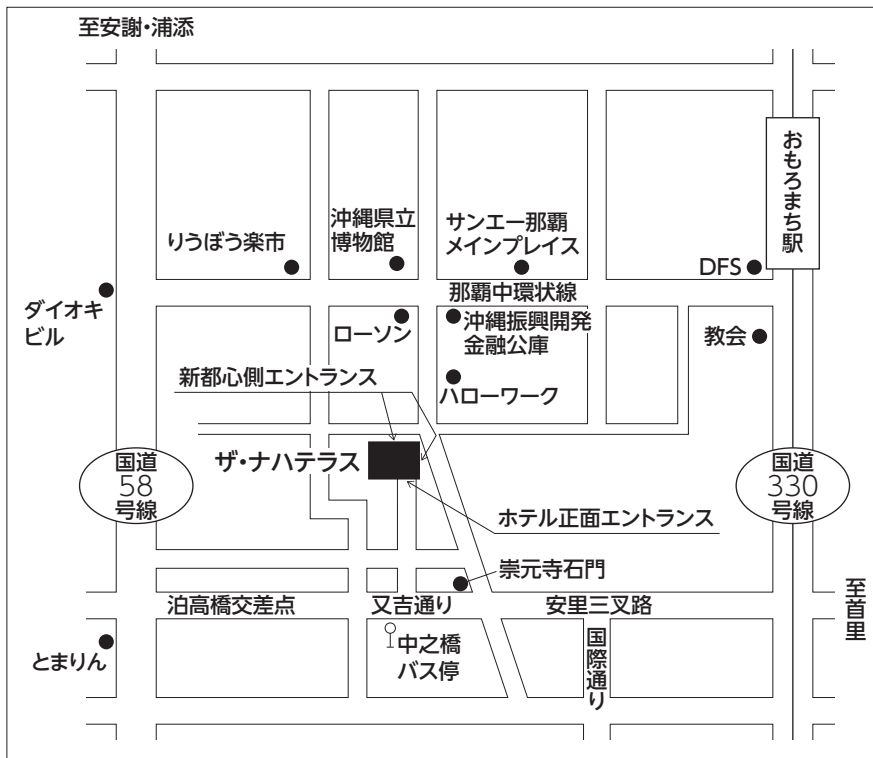 至安謝・浦添
おもろまち駅
沖縄県立
博物館
サンエー那覇
メインプレイス
りうぼう楽市
DFS
那覇中環状線
ダイオキ
ビル
ローソン
沖縄振興開発
金融公庫
教会
新都心側エントランス
ハローワーク
ザ・ナハテラス
国道
58
号線
国道
330
号線
ホテル正面エントランス
崇元寺石門
泊高橋交差点
又吉通り
安里三叉路
至首里
とまりん
中之橋
バス停
国際通り